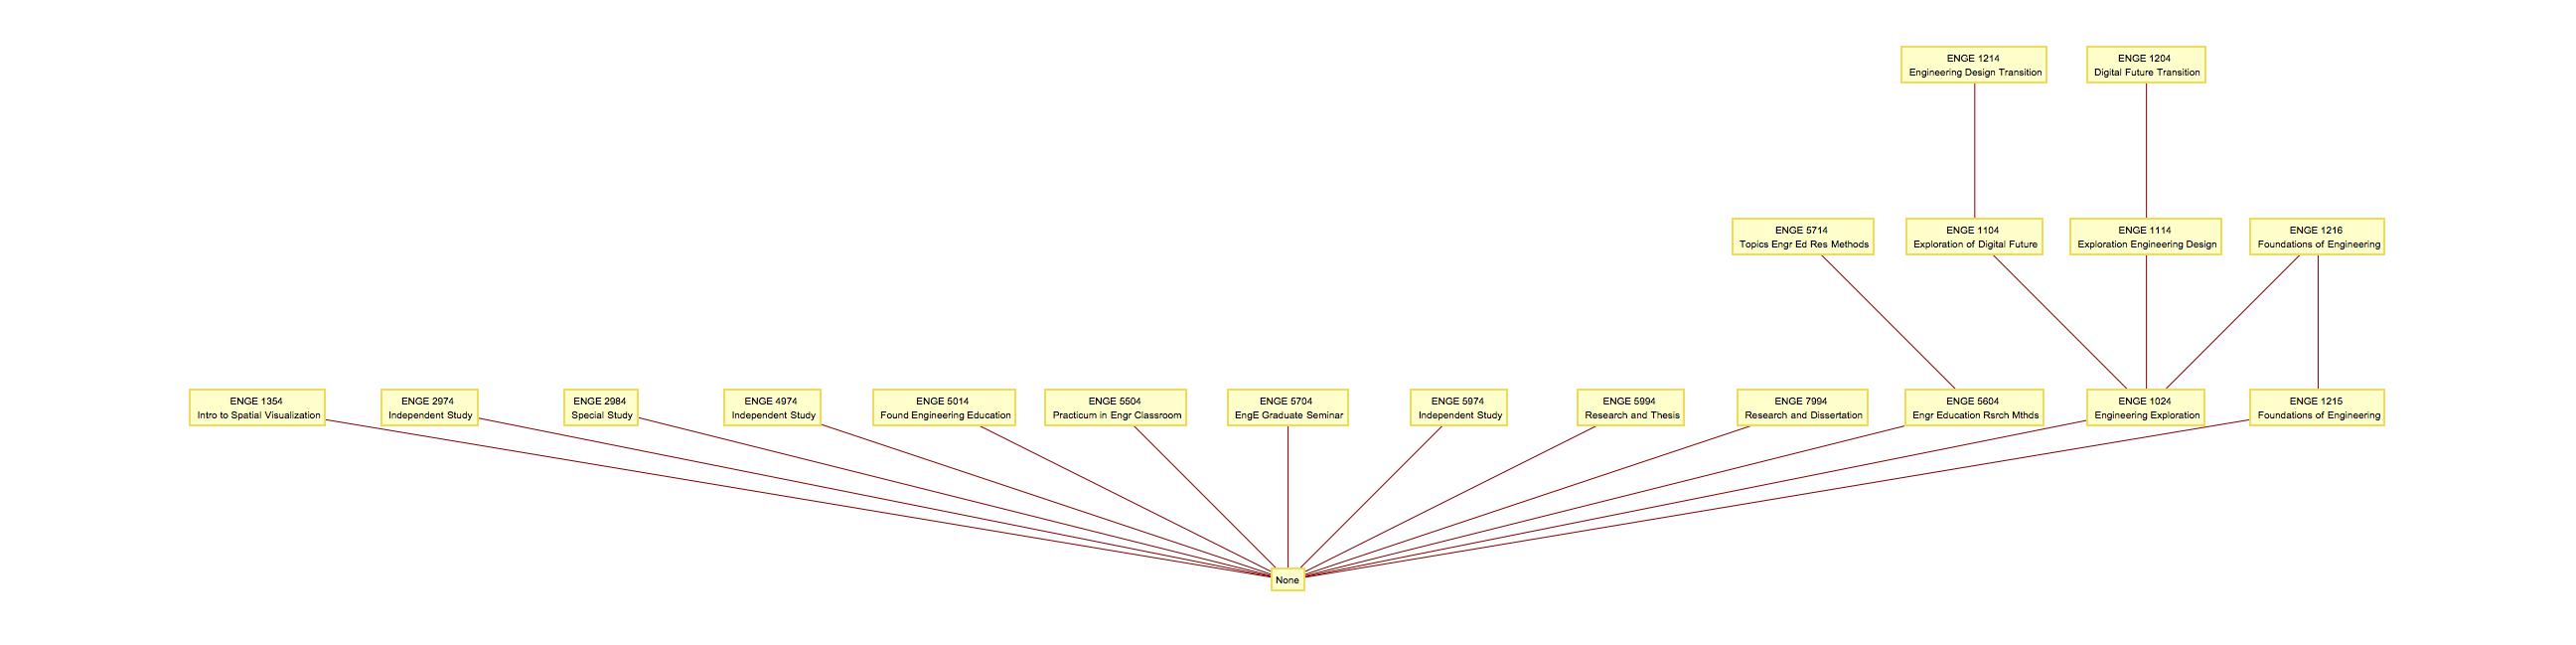 ENGE 1214
Engineering Design Transition
ENGE 1204
Digital Future Transition
ENGE 5714
Topics Engr Ed Res Methods
ENGE 1104
Exploration of Digital Future
ENGE 1114
Exploration Engineering Design
ENGE 1216
Foundations of Engineering
ENGE 1354
Intro to Spatial Visualization
ENGE 2974
Independent Study
ENGE 2984
Special Study
ENGE 4974
Independent Study
ENGE 5014
Found Engineering Education
ENGE 5504
Practicum in Engr Classroom
ENGE 5704
EngE Graduate Seminar
ENGE 5974
Independent Study
ENGE 5994
Research and Thesis
ENGE 7994
Research and Dissertation
ENGE 5604
Engr Education Rsrch Mthds
ENGE 1024
Engineering Exploration
ENGE 1215
Foundations of Engineering
None